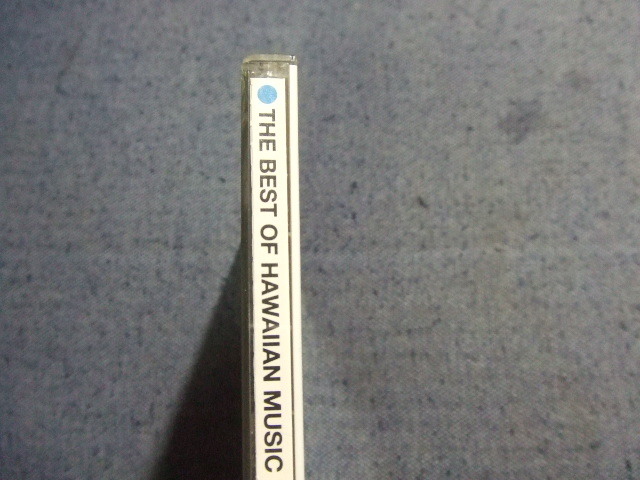 THE BEST OF HAWAIIAN MUSIC